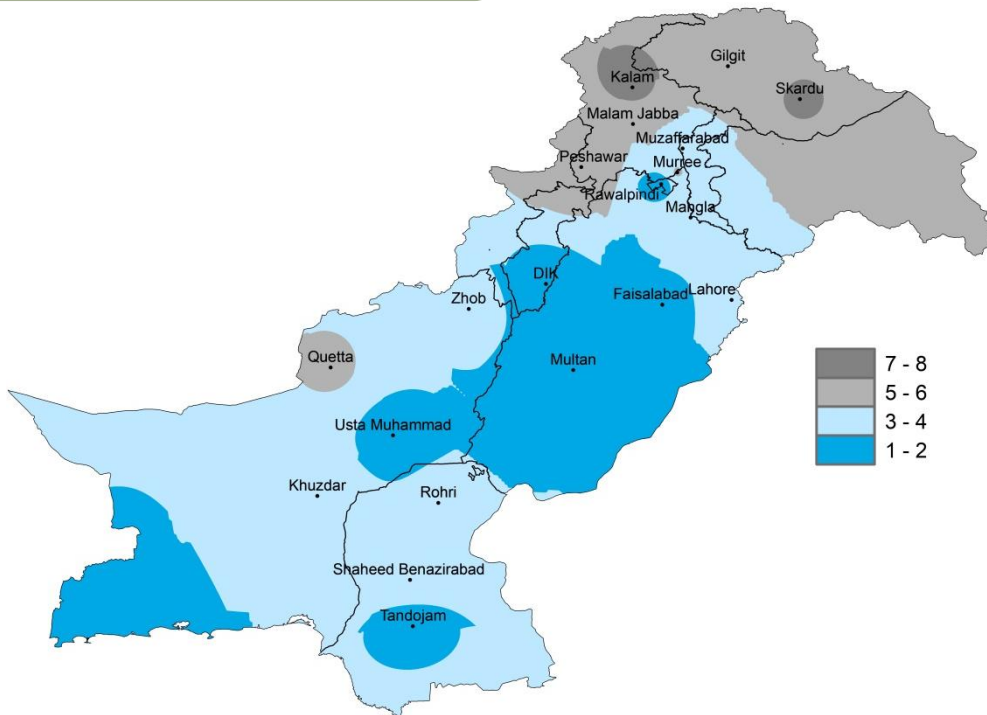 Gilgit
Kalam
Skardu
Malam Jabba
Muzaffarabad
Peshawar
Murree
Rawalpindi
Mangla
DIK
Zhob
Faisalabad
Lahore
Quetta
Multan
7 - 8
5 - 6
3 - 4
1 - 2
Usta Muhammad
Khuzdar
Rohri
Shaheed Benazirabad
Tandojam